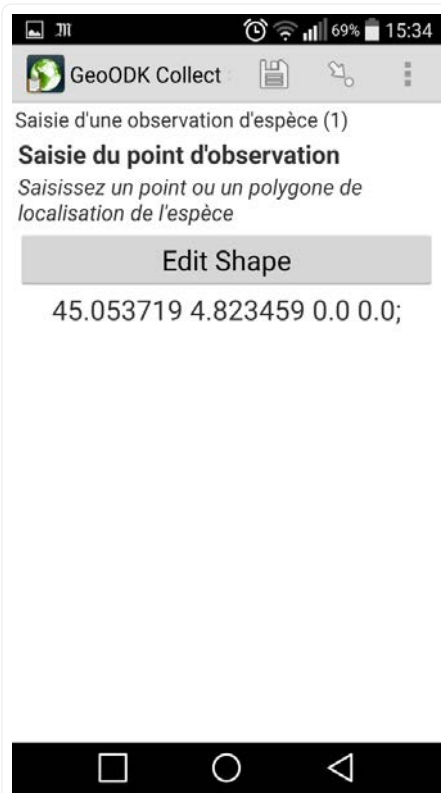 69% 15:34
GeoODK Collect
Saisie d'une observation d'espèce (1)
Saisie du point d'observation
Saisissez un point ou un polygone de
localisation de l'espèce
Edit Shape
45.053719 4.823459 0.0 0.0;